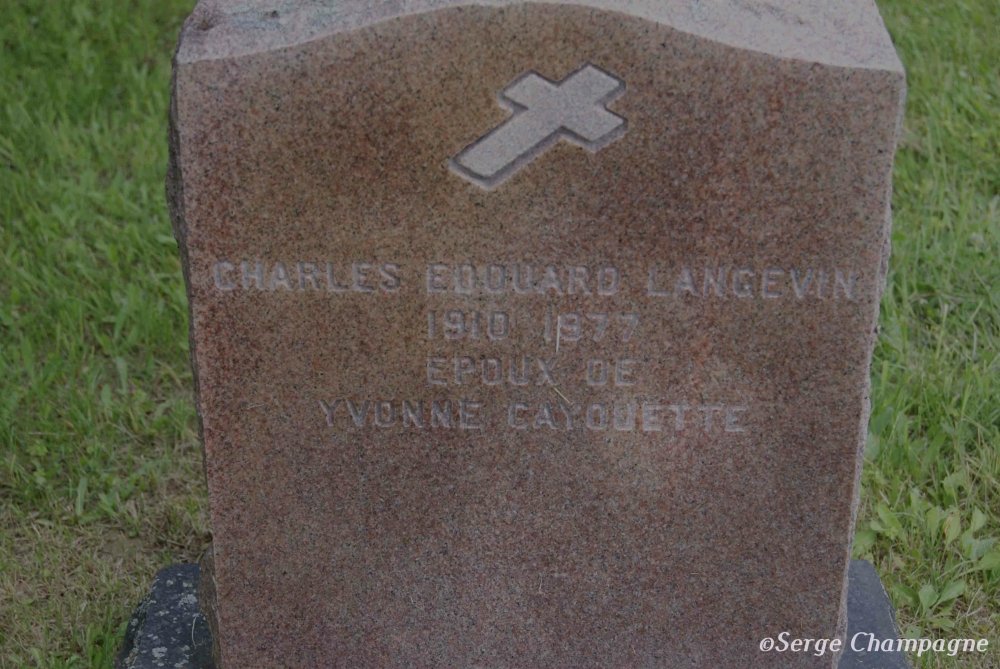 CHARLES EDOUARD LANGEVIN
1910 1977
EPOUX DE
YVONNE CAYOUETTE
©Serge Champagne